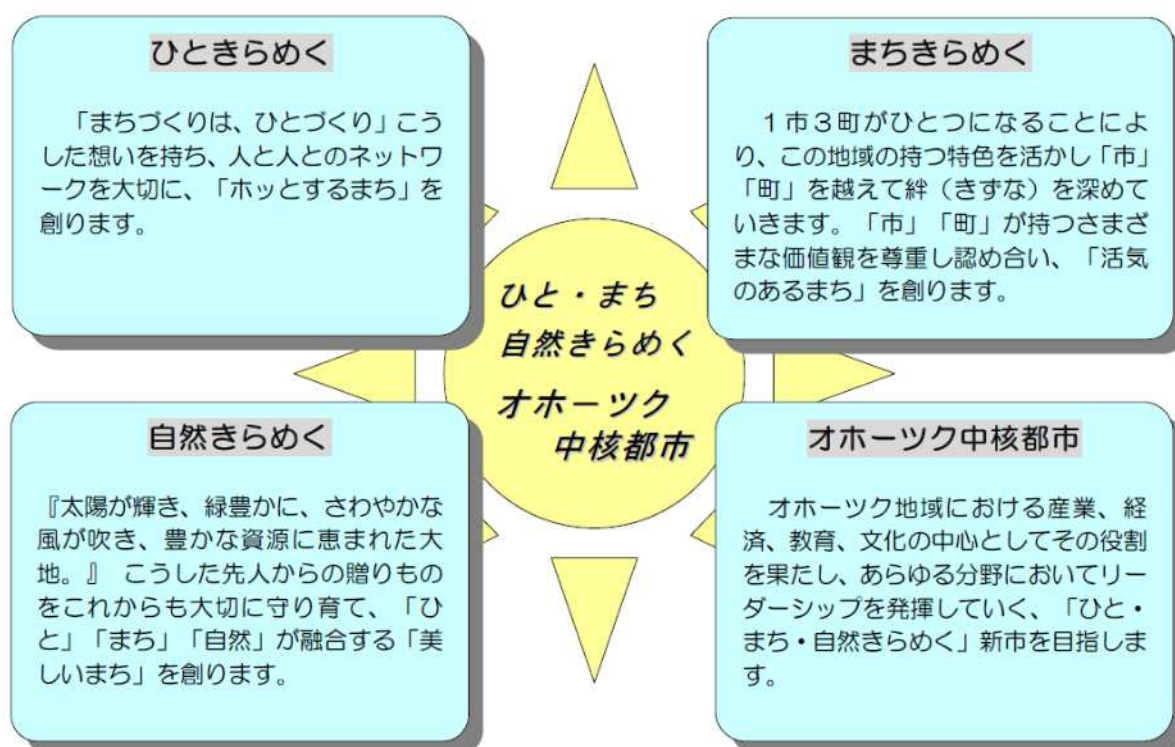 ひときらめく
「まちづくりは、ひとづくり」こう
した想いを持ち、人と人とのネットワ
ークを大切に、「ホッとするまち」を
創ります。
まちきらめく
1市3町がひとつになることによ
り、この地域の持つ特色を活かし「市」
「町」を越えて絆（きずな）を深めて
いきます。「市」「町」が持つさまざ
まな価値観を尊重し認め合い、「活気
のあるまち」を創ります。
ひと・まち
自然きらめく
オホーツク
中核都市
自然きらめく
『太陽が輝き、緑豊かに、さわやかな
風が吹き、豊かな資源に恵まれた大
地。』 こうした先人からの贈りもの
をこれからも大切に守り育て、「ひ
と」「まち」「自然」が融合する「美
しいまち」を創ります。
オホーツク中核都市
オホーツク地域における産業、経
済、教育、文化の中心としてその役割
を果たし、あらゆる分野においてリー
ダーシップを発揮していく、「ひと・
まち・自然きらめく」新市を目指しま
す。